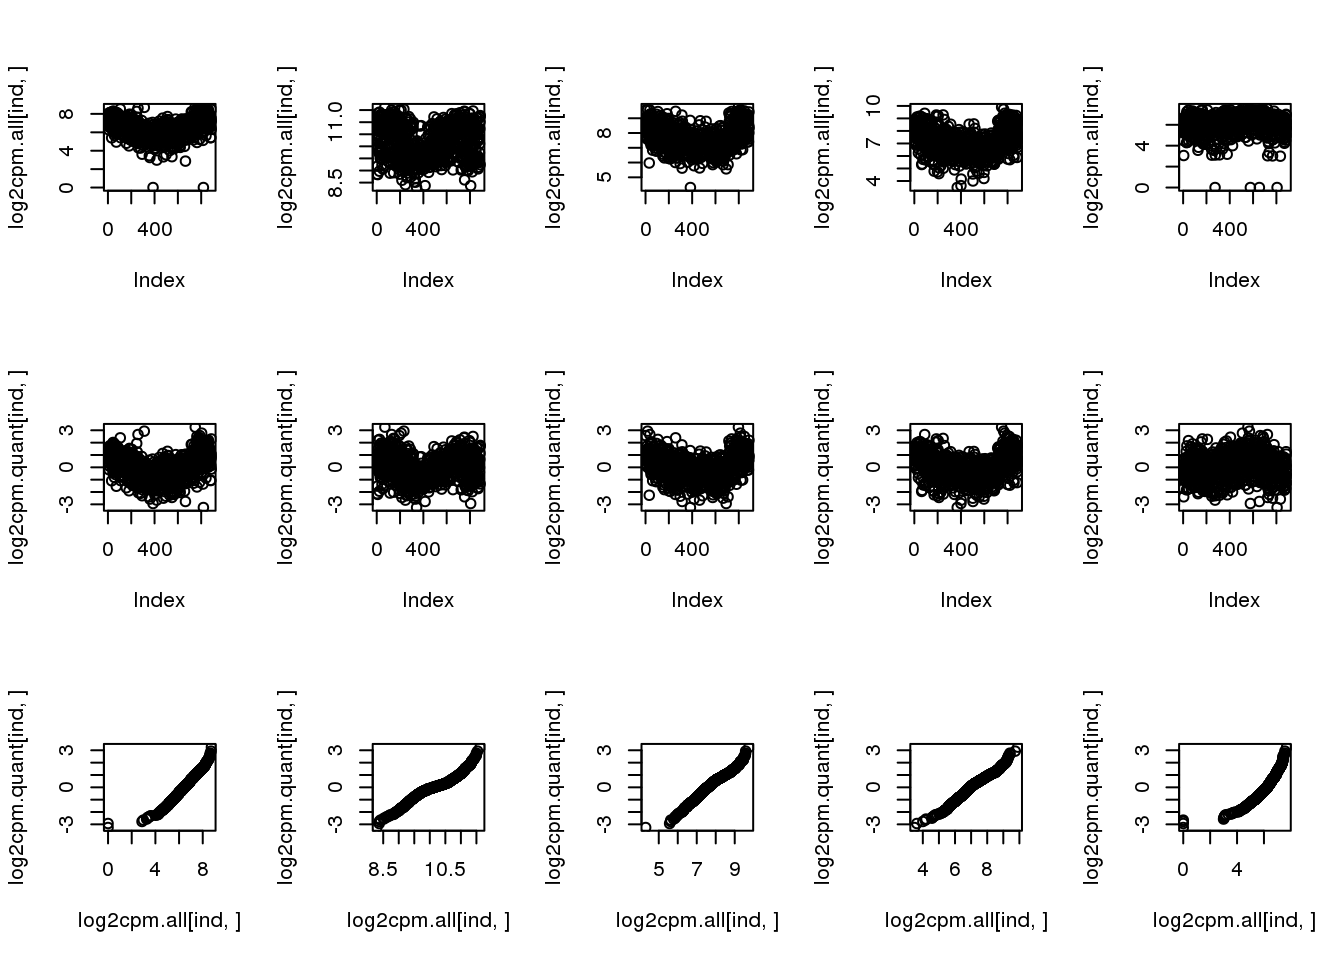 log2cpm.all[ind, ]
0 4 8
0 400
Index
log2cpm.all[ind, ]
8.5 11.0
0 400
Index
log2cpm.all[ind, ]
5 8
0 400
Index
log2cpm.all[ind, ]
4 7 10
0 400
Index
log2cpm.all[ind, ]
0 4
0 400
Index
log2cpm.quant[ind, ]
-3 0 3
0 400
Index
log2cpm.quant[ind, ]
-3 0 3
0 400
Index
log2cpm.quant[ind, ]
-3 0 3
0 400
Index
log2cpm.quant[ind, ]
-3 0 3
0 400
Index
log2cpm.quant[ind, ]
-3 0 3
0 400
Index
log2cpm.quant[ind, ]
-3 0 3
0 4 8
log2cpm.all[ind, ]
log2cpm.quant[ind, ]
-3 0 3
8.5 10.5
log2cpm.all[ind, ]
log2cpm.quant[ind, ]
-3 0 3
5 7 9
log2cpm.all[ind, ]
log2cpm.quant[ind, ]
-3 0 3
4 6 8
log2cpm.all[ind, ]
log2cpm.quant[ind, ]
-3 0 3
0 4
log2cpm.all[ind, ]